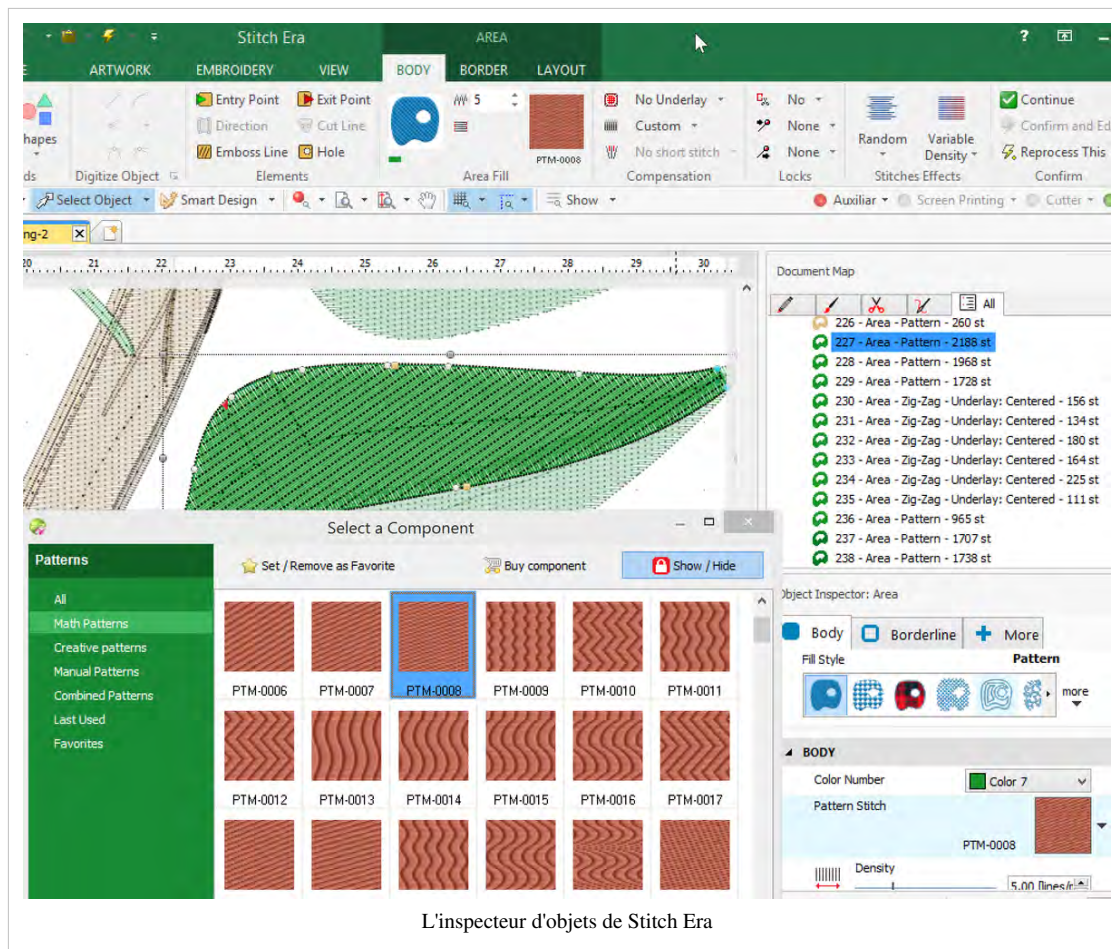 Stitch Era
AREA
?
ARTWORK EMBROIDERY VIEW BODY BORDER LAYOUT
Entry Point Exit Point
Direction Cut Line
Emboss Line Hole
Elements
Digitize Object
5
PTM-0008
Area Fill
No Underlay
Custom
No short stitch
Compensation
No
None
None
Locks
Random Variable
Density
Stitches Effects
Continue
Confirm and Ed
Reprocess This
Confirm
hapes
ds
Select Object Smart Design Show Auxiliar Screen Printing Cutter
ng-2
20 21 22 23 24 25 26 27 28 29 30
Document Map
All
226 - Area - Pattern - 260 st
227 - Area - Pattern - 2188 st
228 - Area - Pattern - 1968 st
229 - Area - Pattern - 1728 st
230 - Area - Zig-Zag - Underlay: Centered - 156 st
231 - Area - Zig-Zag - Underlay: Centered - 134 st
232 - Area - Zig-Zag - Underlay: Centered - 180 st
233 - Area - Zig-Zag - Underlay: Centered - 164 st
234 - Area - Zig-Zag - Underlay: Centered - 225 st
235 - Area - Zig-Zag - Underlay: Centered - 111 st
236 - Area - Pattern - 965 st
237 - Area - Pattern - 1707 st
238 - Area - Pattern - 1738 st
Select a Component
Patterns
Set / Remove as Favorite Buy component Show / Hide
All
Math Patterns
Creative patterns
Manual Patterns
Combined Patterns
Last Used
Favorites
PTM-0006 PTM-0007 PTM-0008 PTM-0009 PTM-0010 PTM-0011
PTM-0012 PTM-0013 PTM-0014 PTM-0015 PTM-0016 PTM-0017
Object Inspector: Area
Body Borderline More
Fill Style Pattern
more
BODY
Color Number Color 7
Pattern Stitch
PTM-0008
Density
5.00
L'inspecteur d'objets de Stitch Era